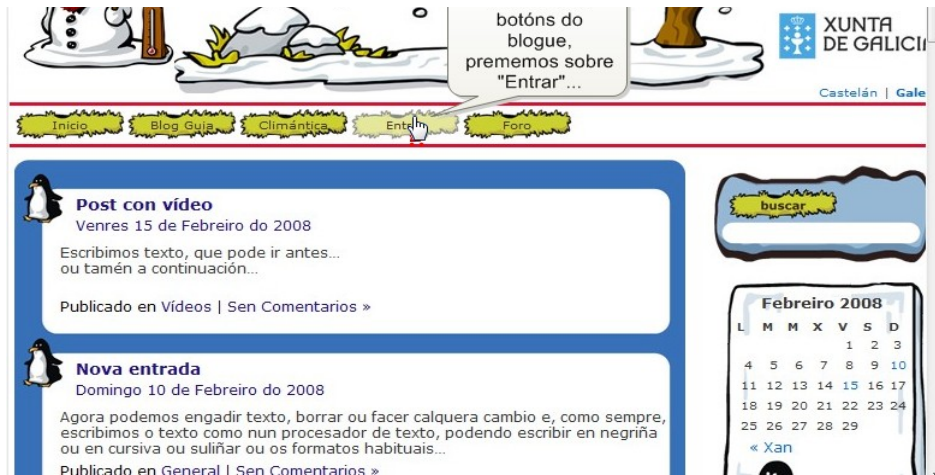 botóns do
blogue,
prememos sobre
"Entrar"...
XUNTA
DE GALICI
Castelán | Gale
Inicio
Blog Guia
Climántica
Ent
Foro
Post con vídeo
Venres 15 de Febreiro do 2008
Escribimos texto, que pode ir antes...
ou tamén a continuación...
Publicado en Vídeos | Sen Comentarios »
Nova entrada
Domingo 10 de Febreiro do 2008
Agora podemos engadir texto, borrar ou facer calquera cambio e, como sempre,
escribimos o texto como nun procesador de texto, podendo escribir en negriña
ou en cursiva ou suliñar ou os formatos habituais...
Publicado en General | Sen Comentarios »
buscar
Febreiro 2008
L M M X V S D
1 2 3
4 5 6 7 8 9 10
11 12 13 14 15 16 17
18 19 20 21 22 23 24
25 26 27 28 29
« Xan